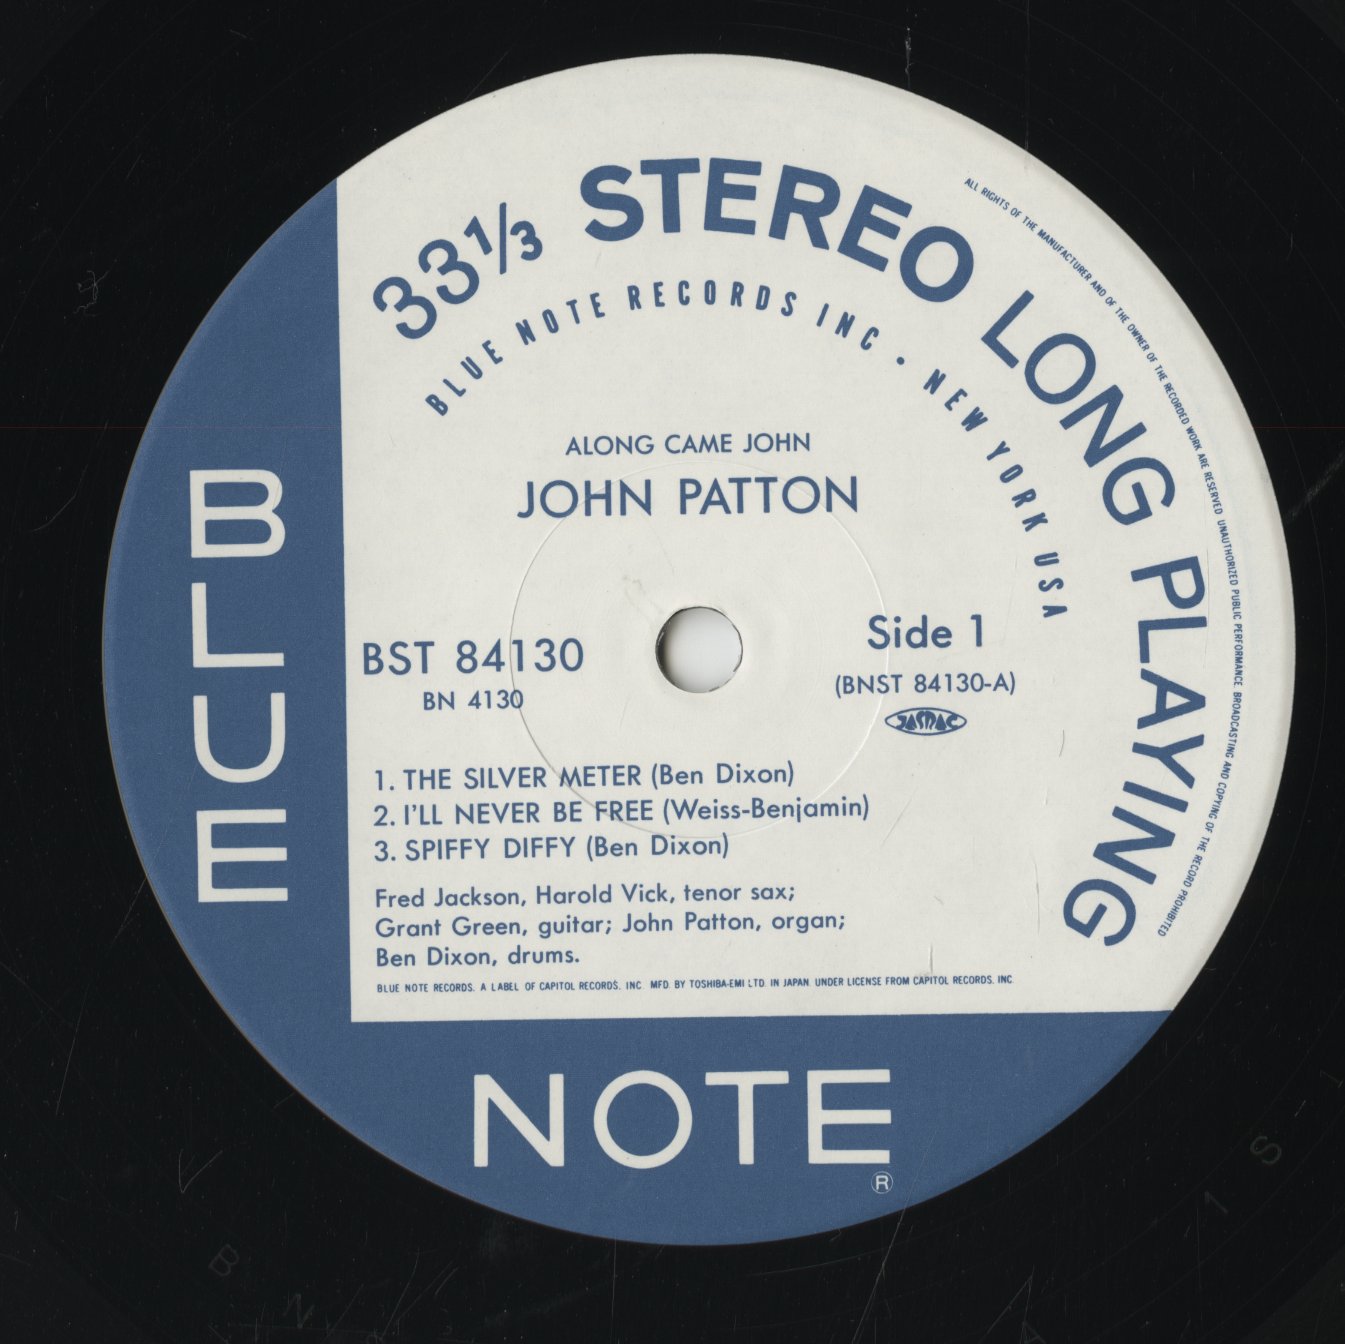 33⅓ STEREO LONG PLAYING
BLUE NOTE RECORDS INC • NEW YORK USA
ALL RIGHTS OF THE MANUFACTURER AND OF THE OWNER OF THE RECORDED WORK ARE RESERVED UNAUTHORIZED PUBLIC PERFORMANCE. BROADCASTING AND COPYING OF THE RECORD PROHIBITED
ALONG CAME JOHN
JOHN PATTON
BST 84130
BN 4130
Side 1
(BNST 84130-A)
JASRAC
1. THE SILVER METER (Ben Dixon)
2. I'LL NEVER BE FREE (Weiss-Benjamin)
3. SPIFFY DIFFY (Ben Dixon)
Fred Jackson, Harold Vick, tenor sax;
Grant Green, guitar; John Patton, organ;
Ben Dixon, drums.
BLUE NOTE RECORDS. A LABEL OF CAPITOL RECORDS. INC. MFD. BY TOSHIBA-EMI LTD. IN JAPAN. UNDER LICENSE FROM CAPITOL RECORDS. INC.
BLUE
NOTE
®